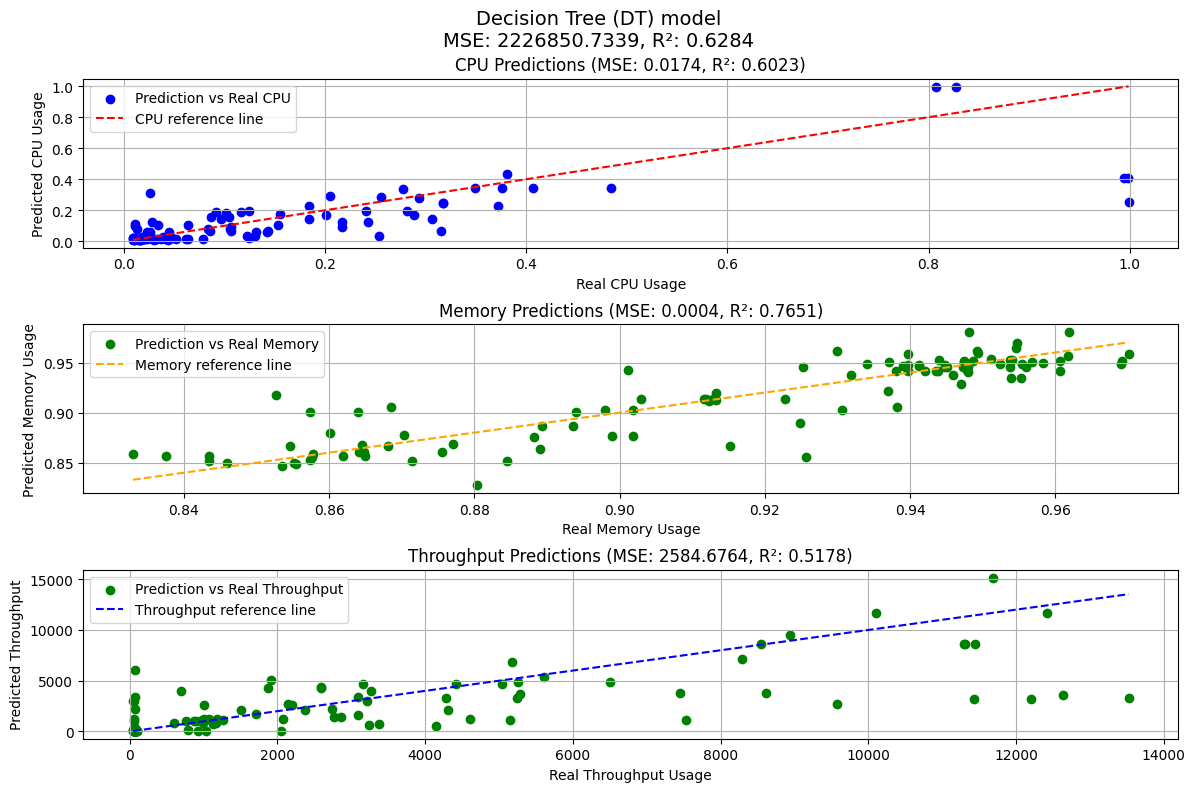 Decision Tree (DT) model
MSE: 2226850.7339, R²: 0.6284
CPU Predictions (MSE: 0.0174, R²: 0.6023)
Predicted CPU Usage
1.0
0.8
0.6
0.4
0.2
0.0
Prediction vs Real CPU
CPU reference line
0.0 0.2 0.4 0.6 0.8 1.0
Real CPU Usage
Memory Predictions (MSE: 0.0004, R²: 0.7651)
Predicted Memory Usage
0.95
0.90
0.85
Prediction vs Real Memory
Memory reference line
0.84 0.86 0.88 0.90 0.92 0.94 0.96
Real Memory Usage
Throughput Predictions (MSE: 2584.6764, R²: 0.5178)
Predicted Throughput
15000
10000
5000
0
Prediction vs Real Throughput
Throughput reference line
0 2000 4000 6000 8000 10000 12000 14000
Real Throughput Usage